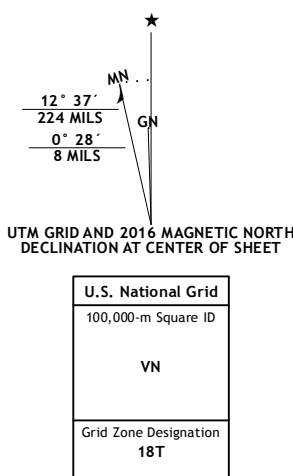 ★
MN
12° 37´
224 MILS
GN
0° 28´
8 MILS
UTM GRID AND 2016 MAGNETIC NORTH
DECLINATION AT CENTER OF SHEET
U.S. National Grid
100,000-m Square ID
VN
Grid Zone Designation
18T